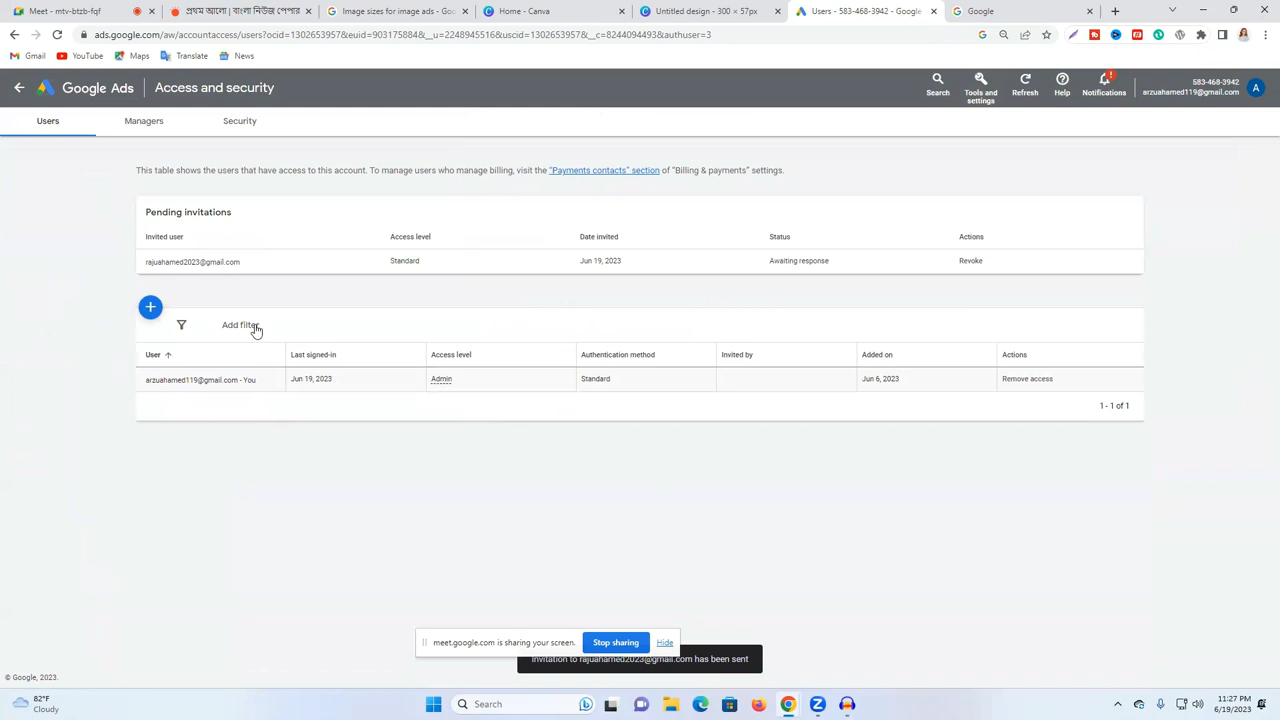 Meet - mtv-btzb-fqf
প্রথম আলো | বাংলা নিউজ পেপার
Image sizes for image ads - Goo
Home - Canva
Untitled design - 300 × 57px
Users - 583-468-3942 - Google
Google
ads.google.com/aw/accountaccess/users?ocid=1302653957&euid=903175884&__u=2248945516&uscid=1302653957&__c=8244094493&authuser=3
Gmail
YouTube
Maps
Translate
News
Google Ads
Access and security
Search
Tools and settings
Refresh
Help
Notifications
583-468-3942
arzuahamed119@gmail.com
A
Users
Managers
Security
This table shows the users that have access to this account. To manage users who manage billing, visit the "Payments contacts" section of "Billing & payments" settings.
Pending invitations
Invited user Access level Date invited Status Actions
rajuahamed2023@gmail.com Standard Jun 19, 2023 Awaiting response Revoke
Add filter
User Last signed-in Access level Authentication method Invited by Added on Actions
arzuahamed119@gmail.com - You Jun 19, 2023 Admin Standard Jun 6, 2023 Remove access
1 - 1 of 1
meet.google.com is sharing your screen. Stop sharing Hide
Invitation to rajuahamed2023@gmail.com has been sent
© Google, 2023.
82°F
Cloudy
Search
11:27 PM
6/19/2023